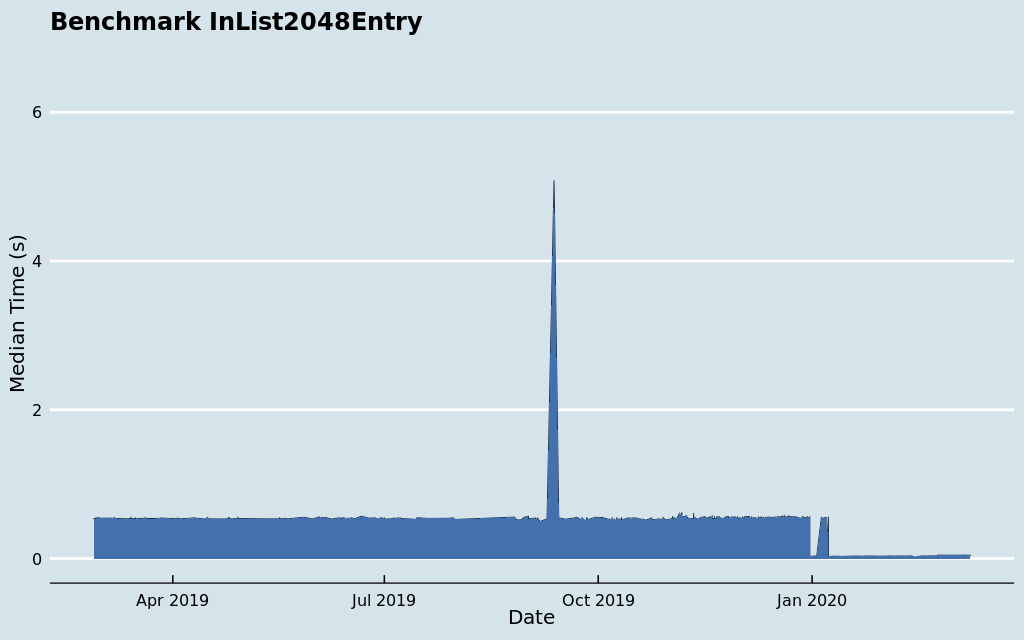 Benchmark InList2048Entry
6
4
2
0
Median Time (s)
Apr 2019
Jul 2019
Oct 2019
Jan 2020
Date